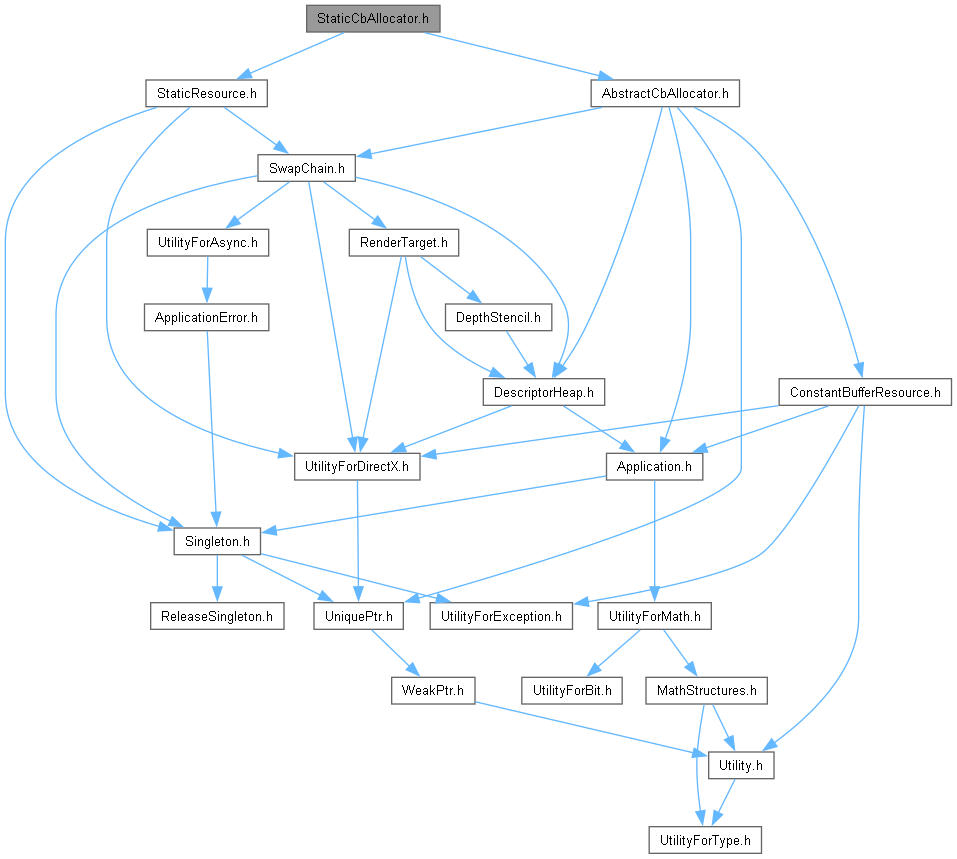 StaticCbAllocator.h
StaticResource.h
AbstractCbAllocator.h
SwapChain.h
UtilityForAsync.h
RenderTarget.h
ApplicationError.h
DepthStencil.h
DescriptorHeap.h
ConstantBufferResource.h
UtilityForDirectX.h
Application.h
Singleton.h
ReleaseSingleton.h
UniquePtr.h
UtilityForException.h
UtilityForMath.h
WeakPtr.h
UtilityForBit.h
MathStructures.h
Utility.h
UtilityForType.h